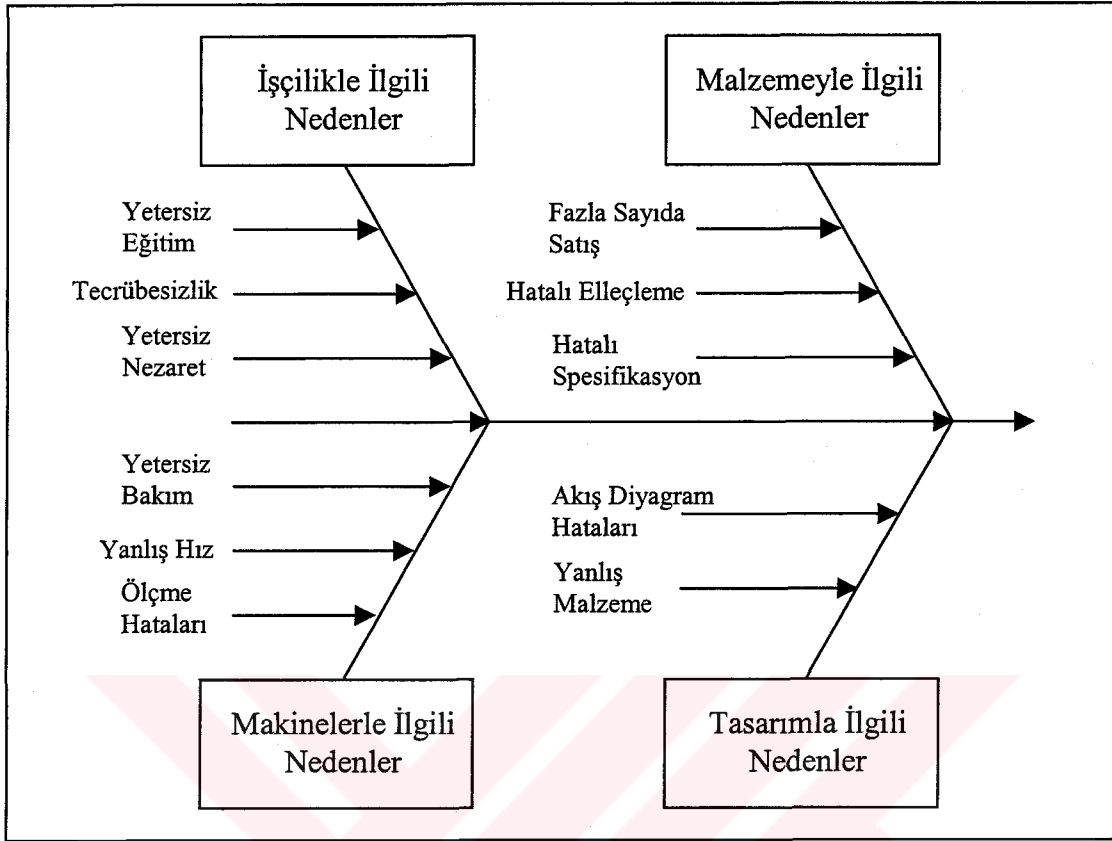 İşçilikle İlgili
Nedenler
Malzemeyle İlgili
Nedenler
Yetersiz
Eğitim
Tecrübesizlik
Yetersiz
Nezaret
Fazla Sayıda
Satış
Hatalı Elleçleme
Hatalı
Spesifikasyon
Yetersiz
Bakım
Yanlış Hız
Ölçme
Hataları
Akış Diyagram
Hataları
Yanlış
Malzeme
Makinelerle İlgili
Nedenler
Tasarımla İlgili
Nedenler